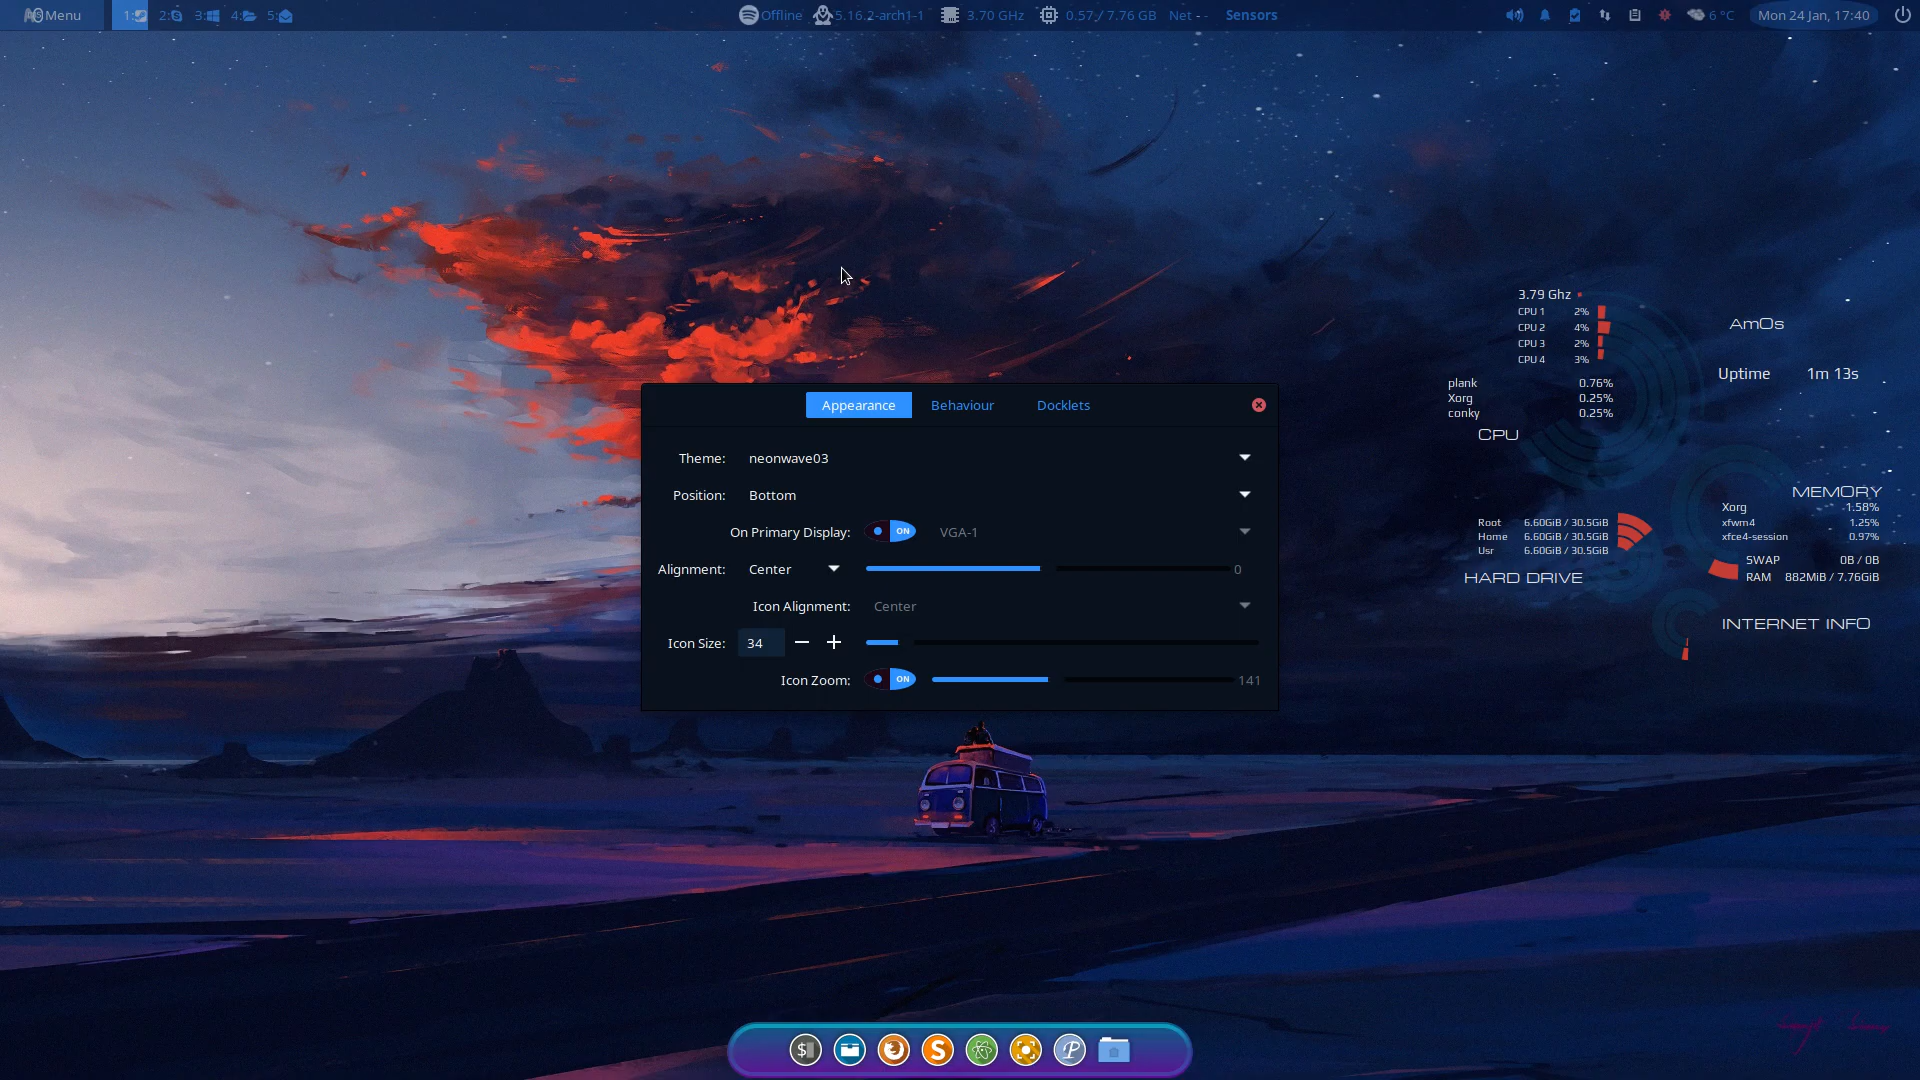 Menu 1: 2: 3: 4: 5: Offline 5.16.2-arch1-1 3.70 GHz 0.57 / 7.76 GB Net - - Sensors 6 °C Mon 24 Jan, 17:40
3.79 Ghz
CPU 1 2%
CPU 2 4%
CPU 3 2%
CPU 4 3%
plank 0.76%
Xorg 0.25%
conky 0.25%
CPU
AmOs
Uptime 1m 13s
MEMORY
Xorg 1.58%
xfwm4 1.25%
xfce4-session 0.97%
SWAP 0B / 0B
RAM 882MiB / 7.76GiB
Root 6.60GiB / 30.5GiB
Home 6.60GiB / 30.5GiB
Usr 6.60GiB / 30.5GiB
HARD DRIVE
INTERNET INFO
Appearance Behaviour Docklets
Theme: neonwave03
Position: Bottom
On Primary Display: ON VGA-1
Alignment: Center 0
Icon Alignment: Center
Icon Size: 34
Icon Zoom: ON 141